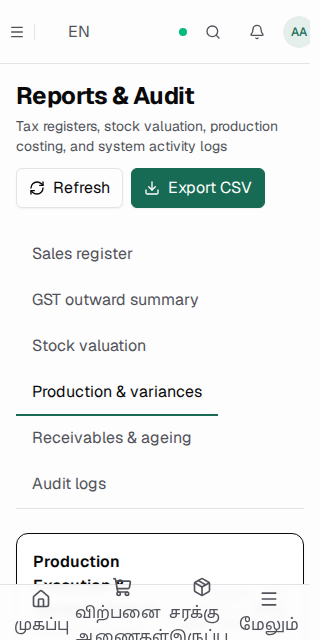 EN
AA
Reports & Audit
Tax registers, stock valuation, production
costing, and system activity logs
Refresh
Export CSV
Sales register
GST outward summary
Stock valuation
Production & variances
Receivables & ageing
Audit logs
Production
முகப்பு
விற்பனை
சரக்கு
மேலும்